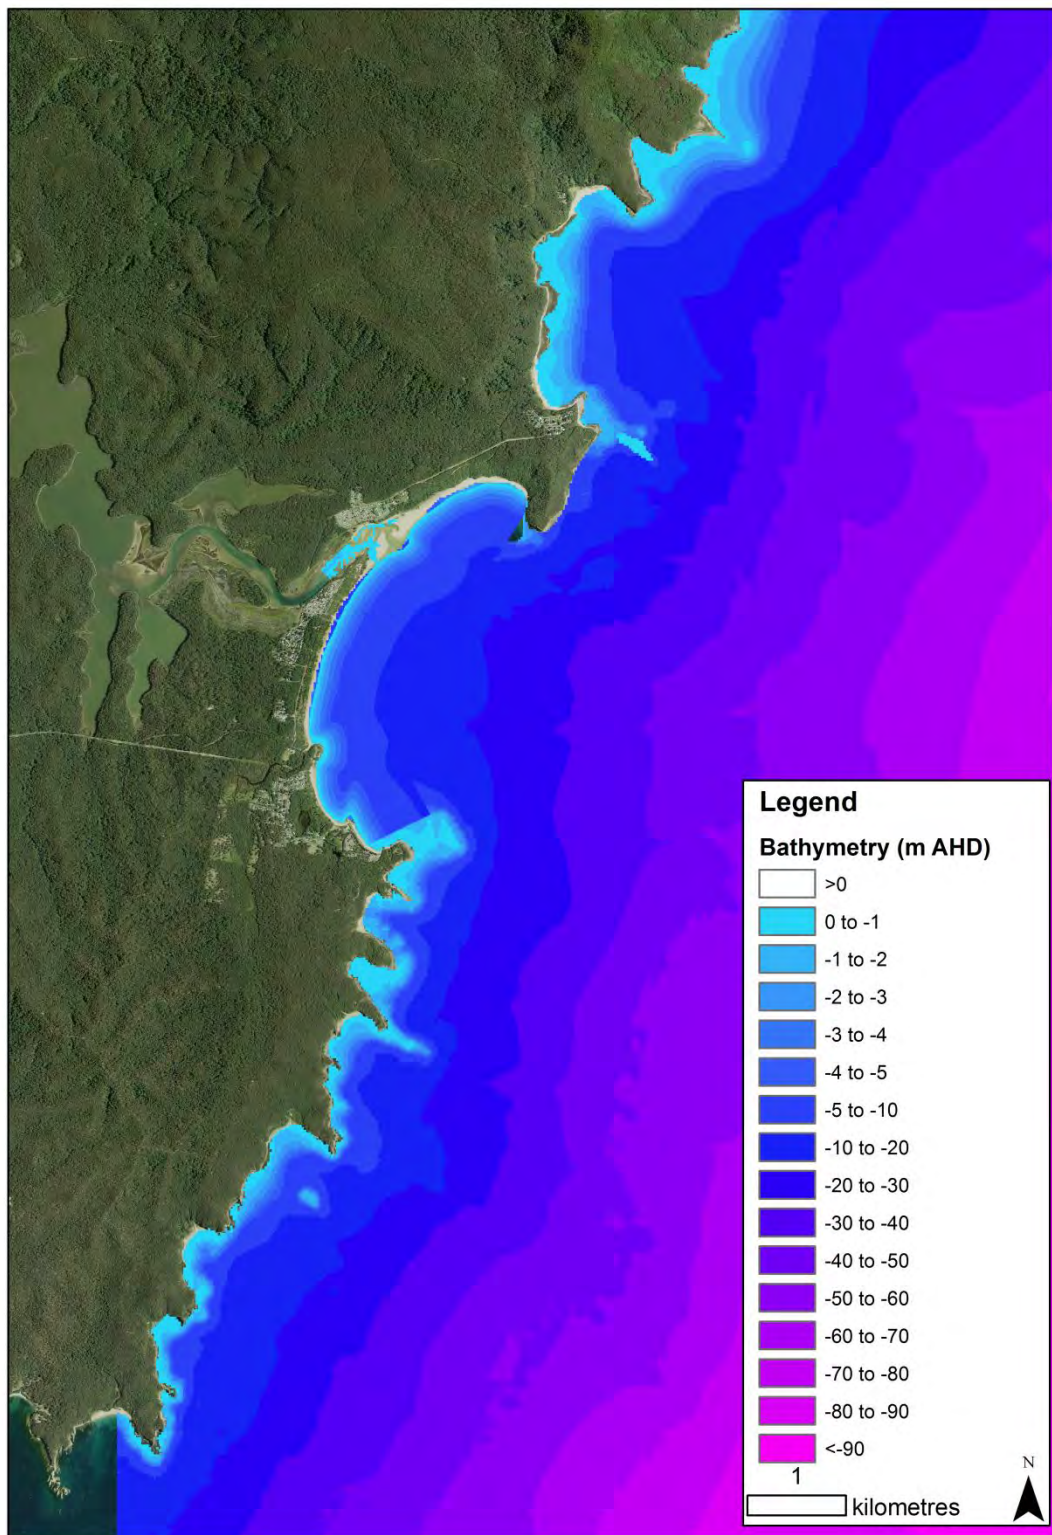 Legend
Bathymetry (m AHD)
>0
0 to -1
-1 to -2
-2 to -3
-3 to -4
-4 to -5
-5 to -10
-10 to -20
-20 to -30
-30 to -40
-40 to -50
-50 to -60
-60 to -70
-70 to -80
-80 to -90
<-90
1
kilometres
N